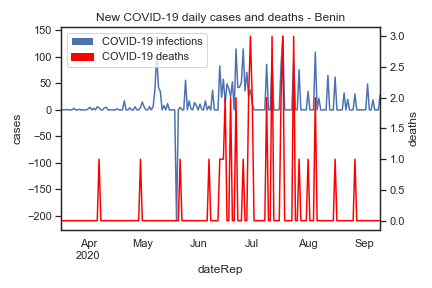 New COVID-19 daily cases and deaths - Benin
COVID-19 infections
COVID-19 deaths
150
100
50
0
−50
−100
−150
−200
cases
3.0
2.5
2.0
1.5
1.0
0.5
0.0
deaths
Apr
2020
May
Jun
Jul
Aug
Sep
dateRep